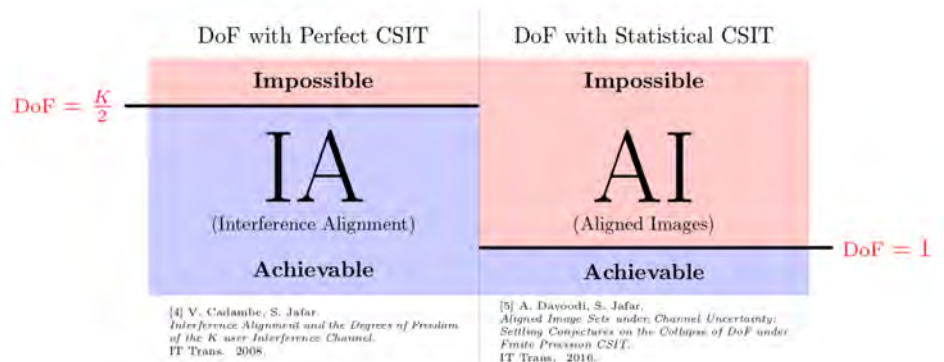 DoF with Perfect CSIT
DoF with Statistical CSIT
Impossible
Impossible
DoF = K/2
IA
(Interference Alignment)
AI
(Aligned Images)
DoF = 1
Achievable
Achievable
[4] V. Cadambe, S. Jafar.
Interference Alignment and the Degrees of Freedom
of the K user Interference Channel.
IT Trans. 2008.
[5] A. Davoodi, S. Jafar.
Aligned Image Sets under Channel Uncertainty:
Settling Conjectures on the Collapse of DoF under
Finite Precision CSIT.
IT Trans. 2016.